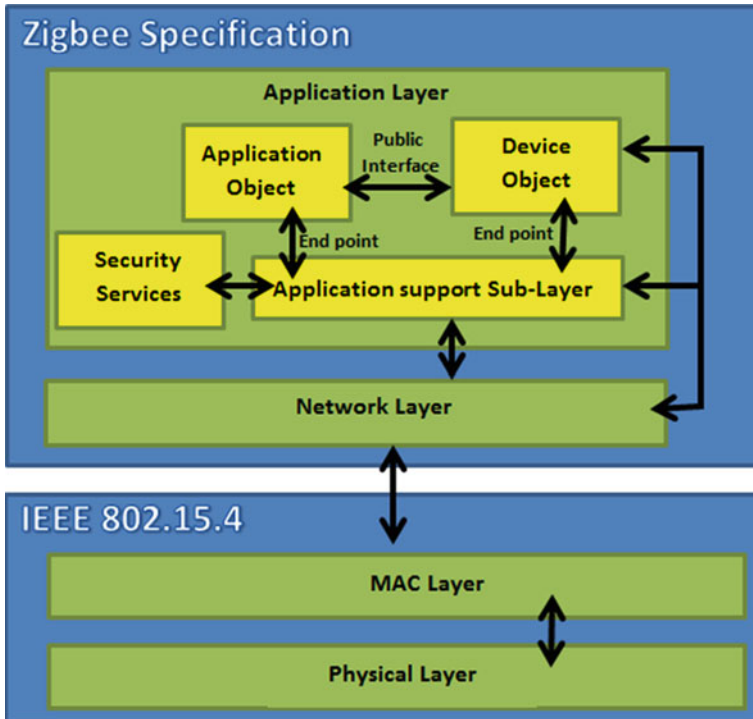 Zigbee Specification
Application Layer
Application
Object
Public
Interface
Device
Object
End point
End point
Security
Services
Application support Sub-Layer
Network Layer
IEEE 802.15.4
MAC Layer
Physical Layer